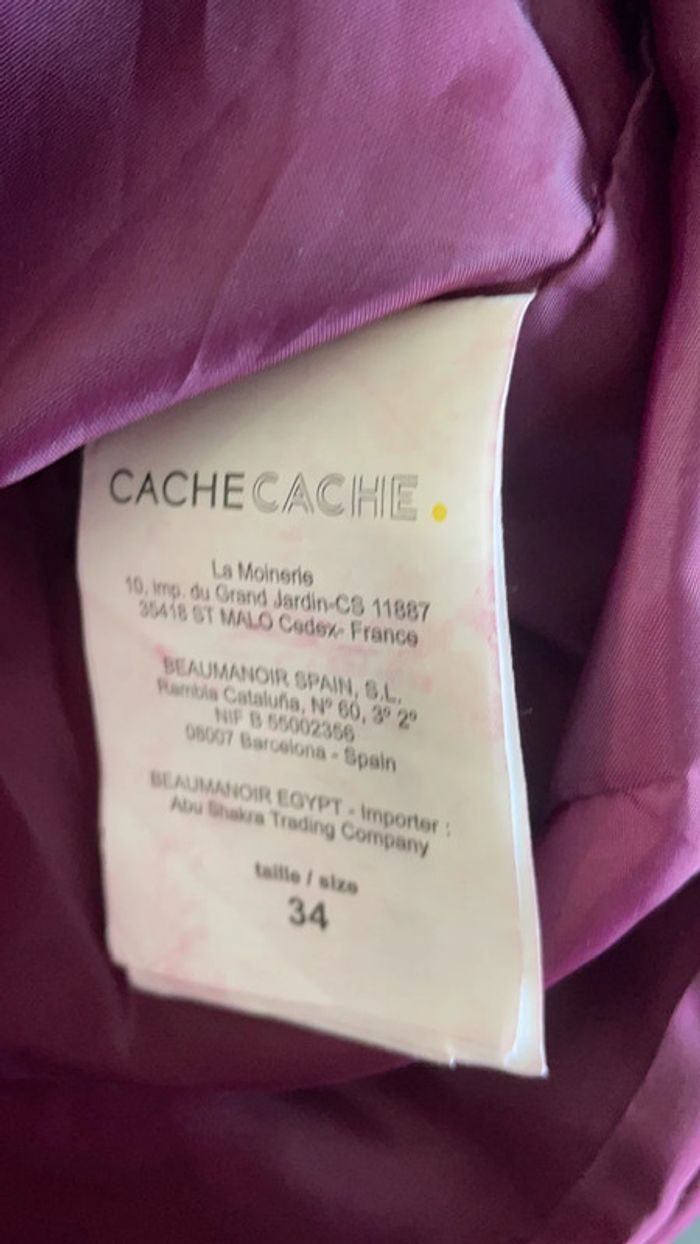 CACHECACHE.
La Moinerie
10, imp. du Grand Jardin-CS 11887
35418 ST MALO Cedex- France
BEAUMANOIR SPAIN, S.L.
Rambla Cataluña, Nº 60, 3º 2º
NIF B 55002356
08007 Barcelona - Spain
BEAUMANOIR EGYPT - Importer :
Abu Shakra Trading Company
taille / size
34